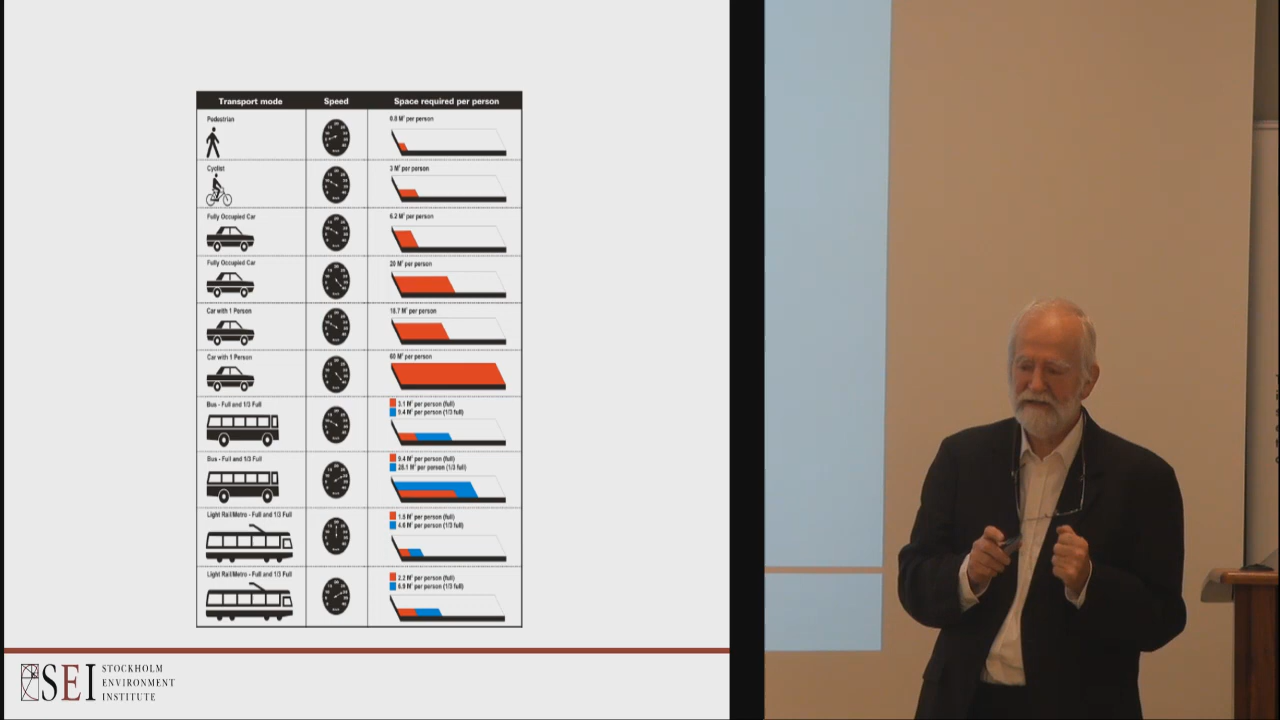 Transport mode Speed Space required per person
Pedestrian
0.8 M² per person
Cyclist
3 M² per person
Fully Occupied Car
6.2 M² per person
Fully Occupied Car
20 M² per person
Car with 1 Person
18.7 M² per person
Car with 1 Person
60 M² per person
Bus - Full and 1/3 Full
3.1 M² per person (full)
9.4 M² per person (1/3 full)
Bus - Full and 1/3 Full
9.4 M² per person (full)
28.1 M² per person (1/3 full)
Light Rail/Metro - Full and 1/3 Full
M² per person (full)
4.6 M² per person (1/3 full)
Light Rail/Metro - Full and 1/3 Full
2.2 M² per person (full)
6.9 M² per person (1/3 full)
SEI
STOCKHOLM
ENVIRONMENT
INSTITUTE